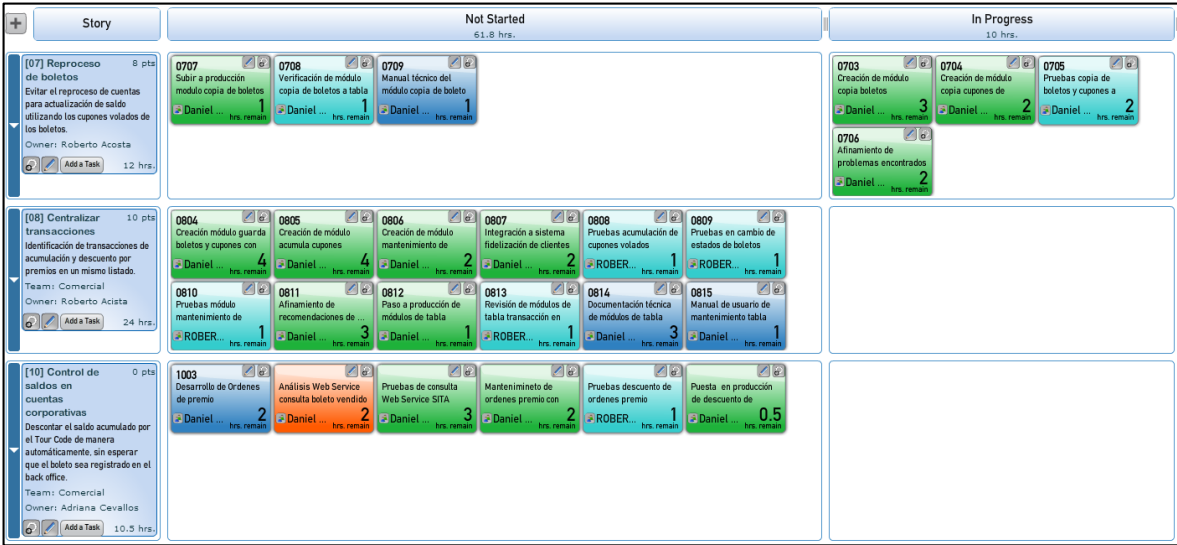 Story
Not Started
61.8 hrs.
In Progress
10 hrs.
[07] Reproceso de boletos
8 pts
Evitar el reproceso de cuentas
para actualización de saldo
utilizando los cupones volados de
los boletos.
Owner: Roberto Acosta
Add a Task
12 hrs.
0707
Subir a producción
modulo copia de boletos
Daniel ...
1
hrs. remain
0708
Verificación de módulo
copia de boletos a tabla
Daniel ...
1
hrs. remain
0709
Manual técnico del
módulo copia de boleto
Daniel ...
1
hrs. remain
0703
Creación de módulo
copia boletos
Daniel ...
3
hrs. remain
0704
Creación de módulo
copia cupones de
Daniel ...
2
hrs. remain
0705
Pruebas copia de
boletos y cupones a
Daniel ...
2
hrs. remain
0706
Afinamiento de
problemas encontrados
Daniel ...
2
hrs. remain
[08] Centralizar
transacciones
10 pts
Identificación de transacciones de
acumulación y descuento por
premios en un mismo listado.
Team: Comercial
Owner: Roberto Acista
Add a Task
24 hrs.
0804
Creación módulo guarda
boletos y cupones con
Daniel ...
4
hrs. remain
0805
Creación de módulo
acumula cupones
Daniel ...
4
hrs. remain
0806
Creación de módulo
mantenimiento de
Daniel ...
2
hrs. remain
0807
Integración a sistema
fidelización de clientes
Daniel ...
2
hrs. remain
0808
Pruebas acumulación de
cupones volados
ROBER...
1
hrs. remain
0809
Pruebas en cambio de
estados de boletos
ROBER...
1
hrs. remain
0810
Pruebas módulo
mantenimiento de
ROBER...
1
hrs. remain
0811
Afinamiento de
recomendaciones de ...
Daniel ...
3
hrs. remain
0812
Paso a producción de
módulos de tabla
Daniel ...
1
hrs. remain
0813
Revisión de módulos de
tabla transacción en
ROBER...
1
hrs. remain
0814
Documentación técnica
de módulos de tabla
Daniel ...
3
hrs. remain
0815
Manual de usuario de
mantenimiento tabla
Daniel ...
1
hrs. remain
[10] Control de
saldos en
cuentas
corporativas
0 pts
Descontar el saldo acumulado por
el Tour Code de manera
automáticamente, sin esperar
que el boleto sea registrado en el
back office.
Team: Comercial
Owner: Adriana Cevallos
Add a Task
10.5 hrs.
1003
Desarrollo de Ordenes
de premio
Daniel ...
2
hrs. remain
Análisis Web Service
consulta boleto vendido
Daniel ...
2
hrs. remain
Pruebas de consulta
Web Service SITA
Daniel ...
3
hrs. remain
Mantenimineto de
ordenes premio con
Daniel ...
2
hrs. remain
Pruebas descuento de
ordenes premio
ROBER...
1
hrs. remain
Puesta en producción
de descuento de
Daniel ...
0.5
hrs. remain